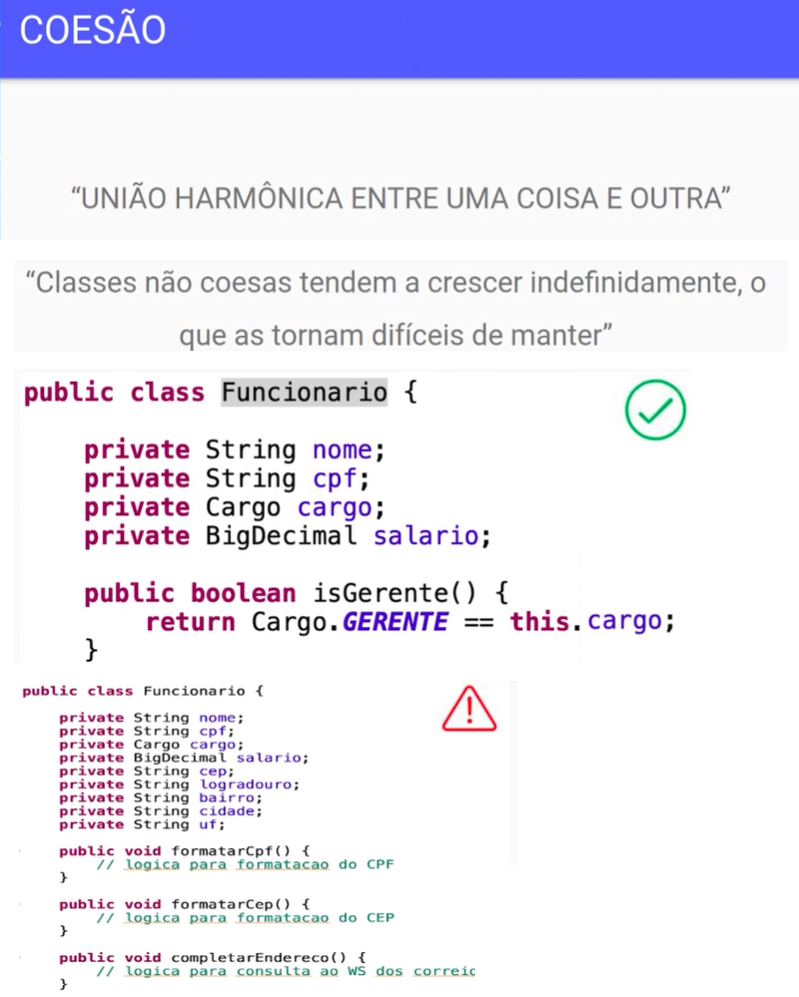 COESÃO
“UNIÃO HARMÔNICA ENTRE UMA COISA E OUTRA”
“Classes não coesas tendem a crescer indefinidamente, o
que as tornam difíceis de manter”
public class Funcionario {
private String nome;
private String cpf;
private Cargo cargo;
private BigDecimal salario;
public boolean isGerente() {
return Cargo.GERENTE == this.cargo;
}
public class Funcionario {
private String nome;
private String cpf;
private Cargo cargo;
private BigDecimal salario;
private String cep;
private String logradouro;
private String bairro;
private String cidade;
private String uf;
public void formatarCpf() {
// logica para formatacao do CPF
}
public void formatarCep() {
// logica para formatacao do CEP
}
public void completarEndereco() {
// logica para consulta ao WS dos correio
}